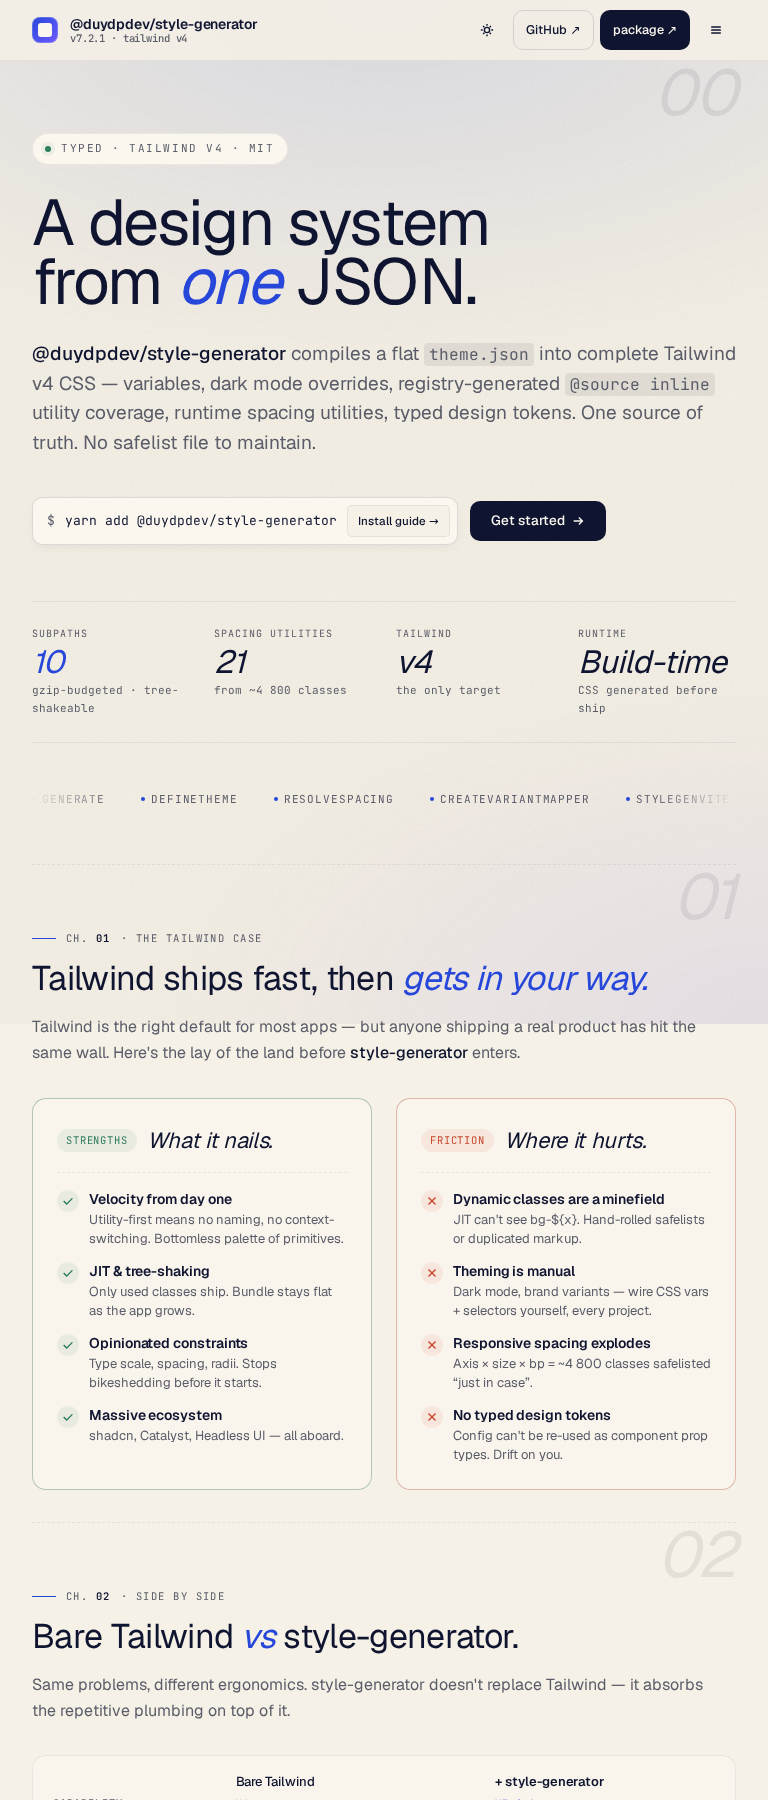 @duydpdev/style-generator
v7.2.1 · tailwind v4
GitHub ↗
package ↗
00
TYPED · TAILWIND V4 · MIT
A design system
from one JSON.
@duydpdev/style-generator compiles a flat theme.json into complete Tailwind
v4 CSS — variables, dark mode overrides, registry-generated @source inline
utility coverage, runtime spacing utilities, typed design tokens. One source of
truth. No safelist file to maintain.
$ yarn add @duydpdev/style-generator
Install guide →
Get started →
SUBPATHS
10
gzip-budgeted · tree-
shakeable
SPACING UTILITIES
21
from ~4 800 classes
TAILWIND
v4
the only target
RUNTIME
Build-time
CSS generated before
ship
GENERATE • DEFINETHEME • RESOLVESPACING • CREATEVARIANTMAPPER • STYLEGENVITE
01
CH. 01 · THE TAILWIND CASE
Tailwind ships fast, then gets in your way.
Tailwind is the right default for most apps — but anyone shipping a real product has hit the
same wall. Here's the lay of the land before style-generator enters.
STRENGTHS What it nails.
Velocity from day one
Utility-first means no naming, no context-
switching. Bottomless palette of primitives.
JIT & tree-shaking
Only used classes ship. Bundle stays flat
as the app grows.
Opinionated constraints
Type scale, spacing, radii. Stops
bikeshedding before it starts.
Massive ecosystem
shadcn, Catalyst, Headless UI — all aboard.
FRICTION Where it hurts.
Dynamic classes are a minefield
JIT can't see bg-${x}. Hand-rolled safelists
or duplicated markup.
Theming is manual
Dark mode, brand variants — wire CSS vars
+ selectors yourself, every project.
Responsive spacing explodes
Axis × size × bp = ~4 800 classes safelisted
“just in case”.
No typed design tokens
Config can't be re-used as component prop
types. Drift on you.
02
CH. 02 · SIDE BY SIDE
Bare Tailwind vs style-generator.
Same problems, different ergonomics. style-generator doesn't replace Tailwind — it absorbs
the repetitive plumbing on top of it.
Bare Tailwind
+ style-generator